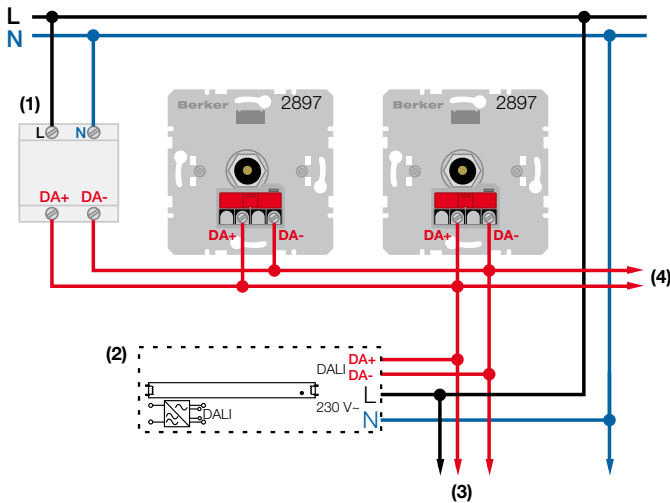 L
N
(1)
L N
DA+ DA-
Berker 2897
DA+ DA-
Berker 2897
DA+ DA-
(4)
(2)
DALI
DA+
DA-
L
230 V~
N
DALI
(3)